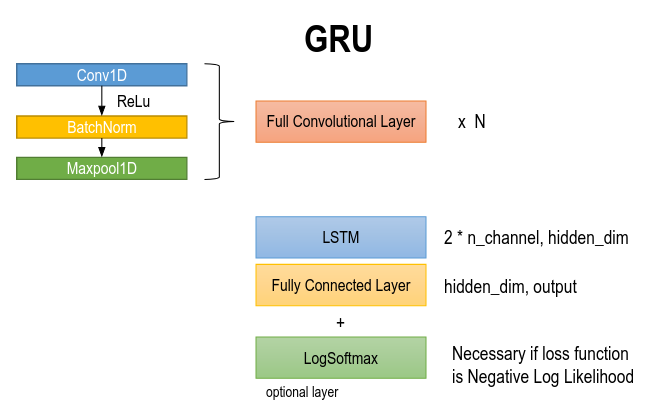 GRU
Conv1D
ReLu
BatchNorm
Maxpool1D
Full Convolutional Layer
x N
LSTM
2 * n_channel, hidden_dim
Fully Connected Layer
hidden_dim, output
+
LogSoftmax
Necessary if loss function
is Negative Log Likelihood
optional layer